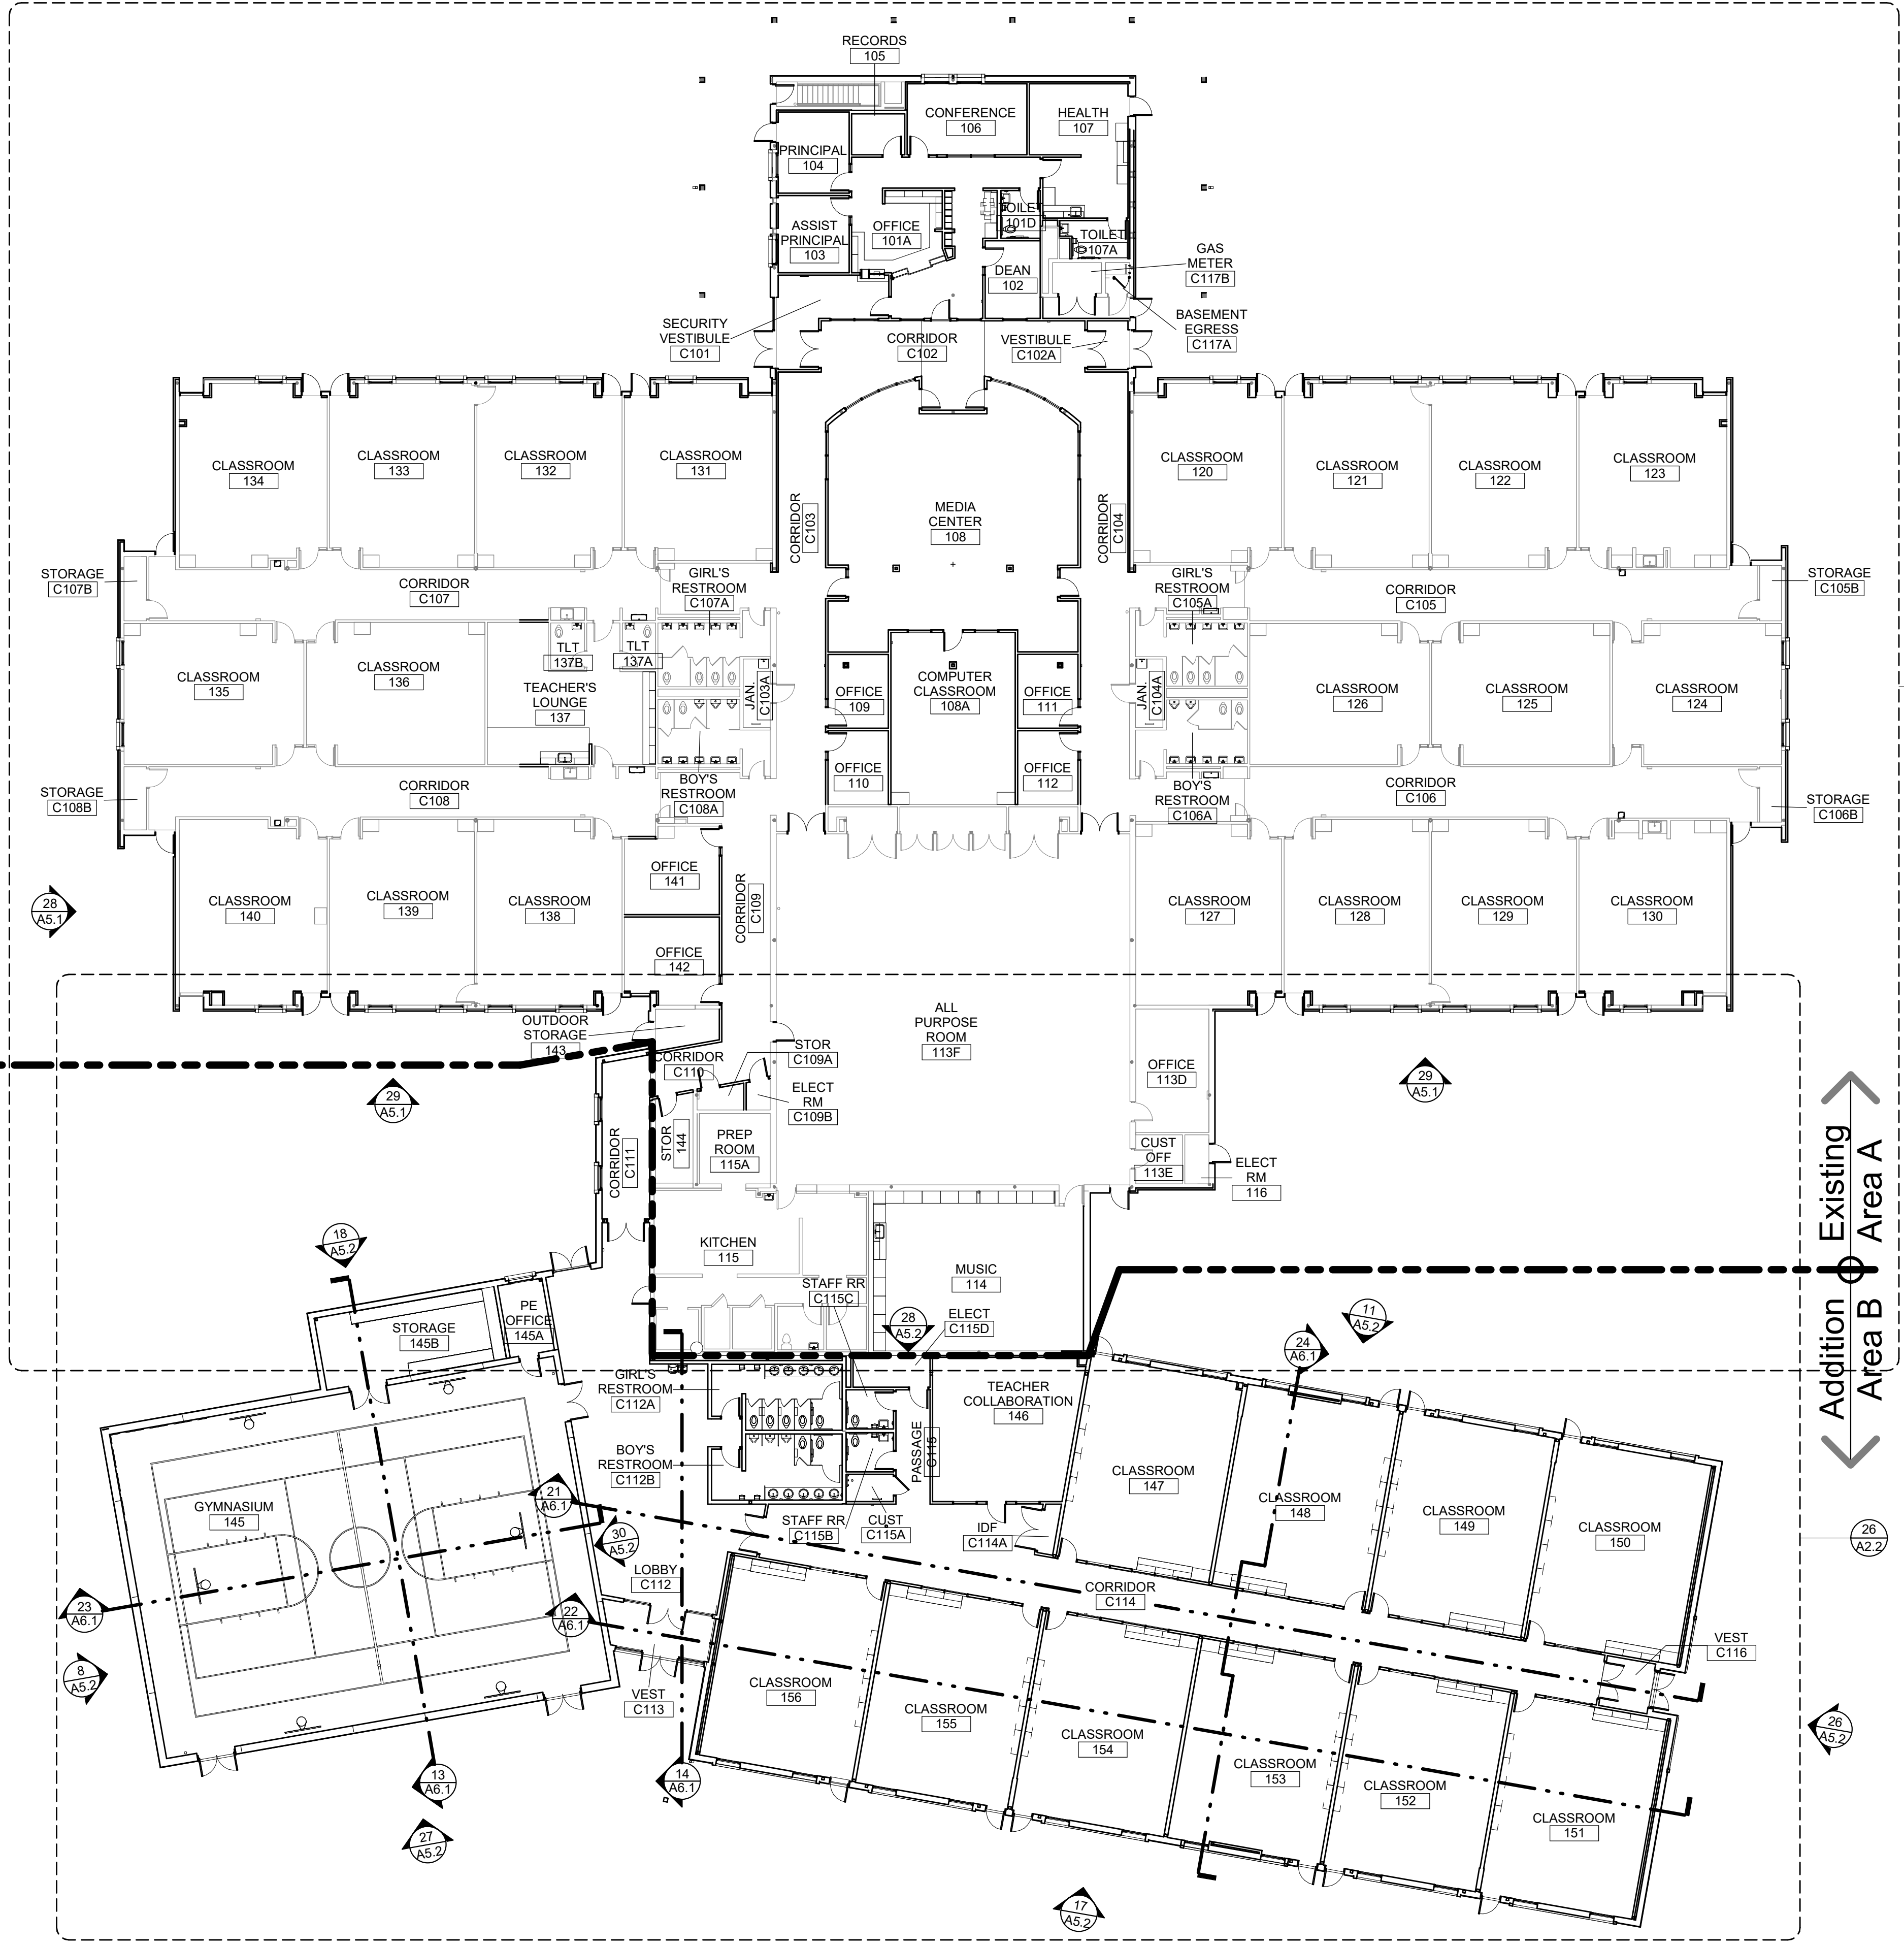 RECORDS
105
CONFERENCE
106
HEALTH
107
PRINCIPAL
104
ASSIST
PRINCIPAL
103
OFFICE
101A
TOILET
101D
TOILET
107A
DEAN
102
GAS
METER
C117B
BASEMENT
EGRESS
C117A
SECURITY
VESTIBULE
C101
CORRIDOR
C102
VESTIBULE
C102A
CLASSROOM
134
CLASSROOM
133
CLASSROOM
132
CLASSROOM
131
CORRIDOR
C103
MEDIA
CENTER
108
CORRIDOR
C104
CLASSROOM
120
CLASSROOM
121
CLASSROOM
122
CLASSROOM
123
STORAGE
C107B
CORRIDOR
C107
GIRL'S
RESTROOM
C107A
GIRL'S
RESTROOM
C105A
CORRIDOR
C105
STORAGE
C105B
CLASSROOM
135
CLASSROOM
136
TLT
137B
TLT
137A
TEACHER'S
LOUNGE
137
JAN.
C103A
OFFICE
109
COMPUTER
CLASSROOM
108A
OFFICE
111
JAN.
C104A
CLASSROOM
126
CLASSROOM
125
CLASSROOM
124
STORAGE
C108B
CORRIDOR
C108
BOY'S
RESTROOM
C108A
OFFICE
110
OFFICE
112
BOY'S
RESTROOM
C106A
CORRIDOR
C106
STORAGE
C106B
28
A5.1
CLASSROOM
140
CLASSROOM
139
CLASSROOM
138
OFFICE
141
OFFICE
142
CORRIDOR
C109
CLASSROOM
127
CLASSROOM
128
CLASSROOM
129
CLASSROOM
130
OUTDOOR
STORAGE
143
CORRIDOR
C110
STOR
C109A
ELECT
RM
C109B
ALL
PURPOSE
ROOM
113F
OFFICE
113D
29
A5.1
29
A5.1
CORRIDOR
C111
STOR
144
PREP
ROOM
115A
CUST
OFF
113E
ELECT
RM
116
Existing
Area A
Addition
Area B
18
A5.2
KITCHEN
115
MUSIC
114
STAFF RR
C115C
ELECT
C115D
28
A5.2
11
A5.2
24
A6.1
PE
OFFICE
145A
STORAGE
145B
GIRL'S
RESTROOM
C112A
BOY'S
RESTROOM
C112B
PASSAGE
C115
TEACHER
COLLABORATION
146
CLASSROOM
147
CLASSROOM
148
CLASSROOM
149
CLASSROOM
150
GYMNASIUM
145
21
A6.1
30
A5.2
STAFF RR
C115B
CUST
C115A
IDF
C114A
26
A2.2
LOBBY
C112
CORRIDOR
C114
23
A6.1
22
A6.1
8
A5.2
VEST
C113
VEST
C116
CLASSROOM
156
CLASSROOM
155
CLASSROOM
154
CLASSROOM
153
CLASSROOM
152
CLASSROOM
151
26
A5.2
13
A6.1
14
A6.1
27
A5.2
17
A5.2